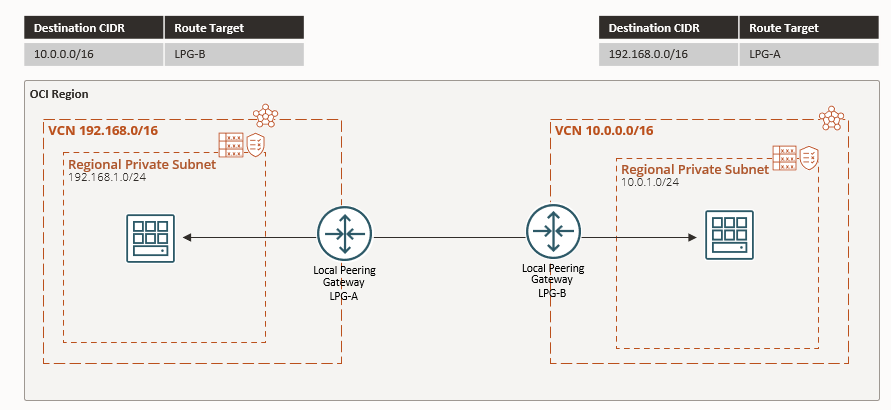 Destination CIDR Route Target
10.0.0.0/16 LPG-B
Destination CIDR Route Target
192.168.0.0/16 LPG-A
OCI Region
VCN 192.168.0/16
Regional Private Subnet
192.168.1.0/24
Local Peering
Gateway
LPG-A
VCN 10.0.0.0/16
Regional Private Subnet
10.0.1.0/24
Local Peering
Gateway
LPG-B